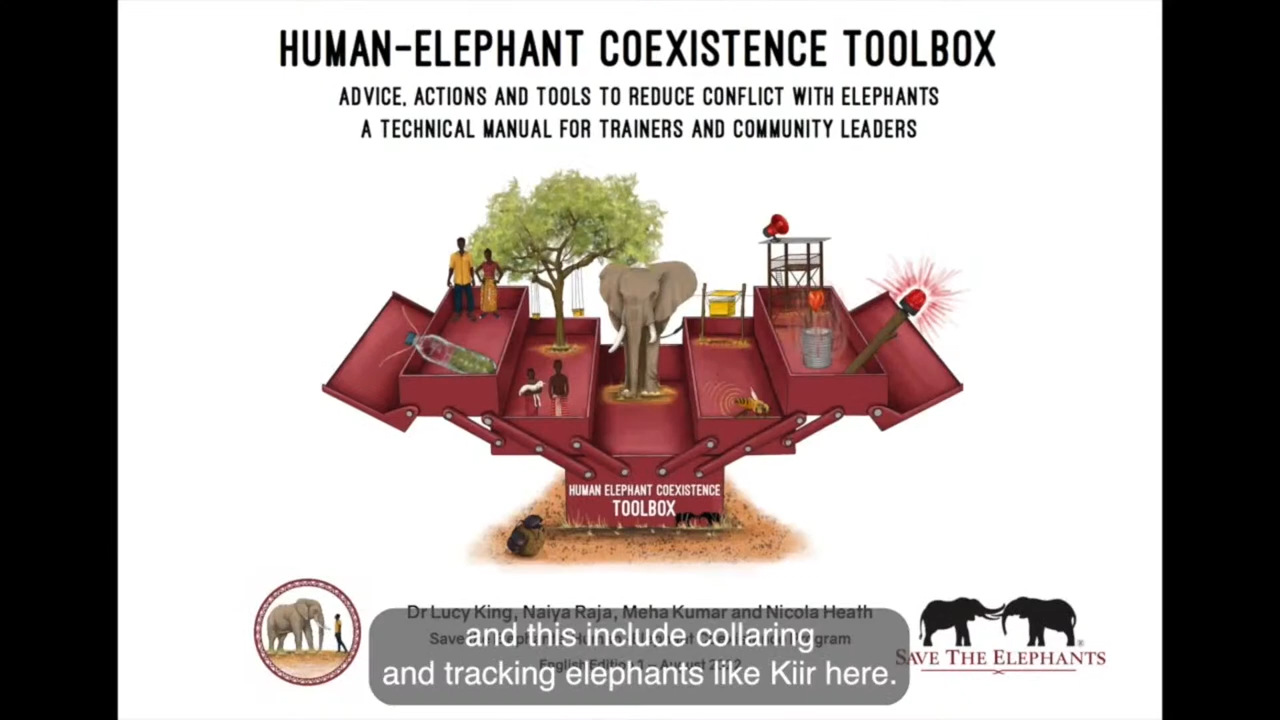 HUMAN-ELEPHANT COEXISTENCE TOOLBOX
ADVICE, ACTIONS AND TOOLS TO REDUCE CONFLICT WITH ELEPHANTS
A TECHNICAL MANUAL FOR TRAINERS AND COMMUNITY LEADERS
HUMAN ELEPHANT COEXISTENCE
TOOLBOX
Dr Lucy King, Naiya Raja, Meha Kumar and Nicola Heath
and this include collaring
and tracking elephants like Kiir here.
SAVE THE ELEPHANTS